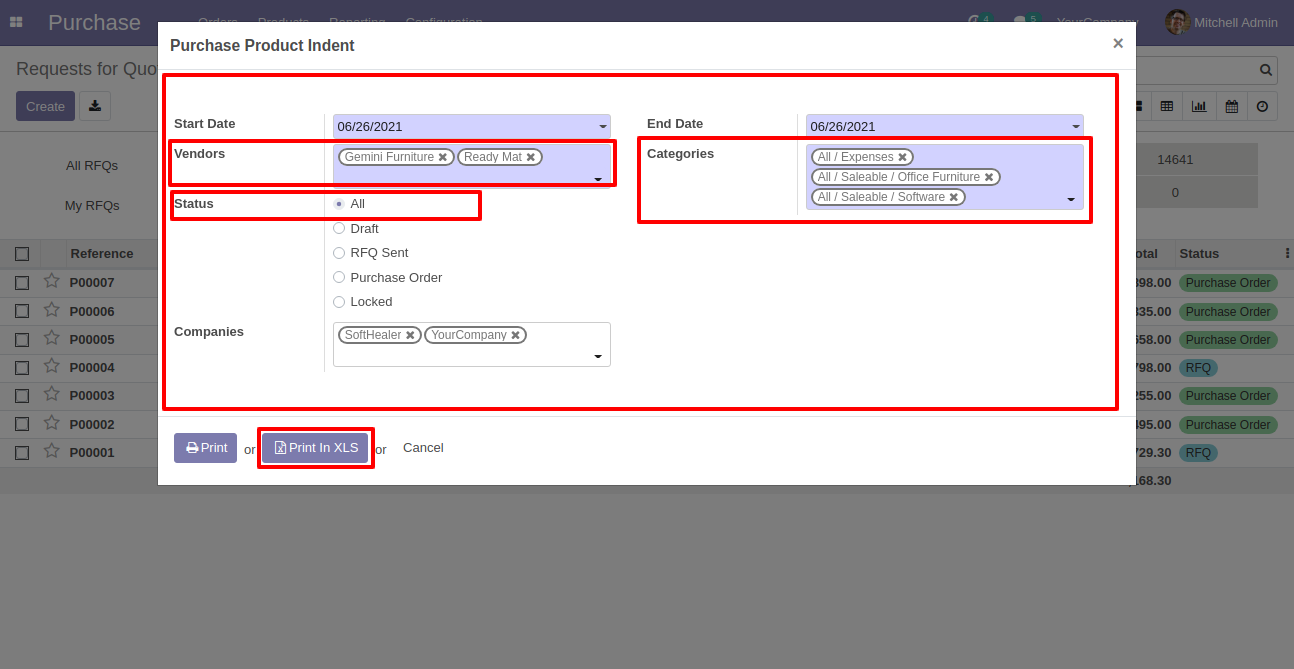 Purchase Orders Products Reporting Configuration 4 5 YourCompany Mitchell Admin
Purchase Product Indent ×
Requests for Quo
Create
Start Date 06/26/2021 End Date 06/26/2021
Vendors Gemini Furniture ✖ Ready Mat ✖ Categories All / Expenses ✖
All / Saleable / Office Furniture ✖
All / Saleable / Software ✖
All RFQs 14641
My RFQs 0
Status All
Draft
RFQ Sent
Purchase Order
Locked
Companies SoftHealer ✖ YourCompany ✖
Print or Print In XLS or Cancel
Reference otal Status
P00007 398.00 Purchase Order
P00006 335.00 Purchase Order
P00005 658.00 Purchase Order
P00004 798.00 RFQ
P00003 255.00 Purchase Order
P00002 495.00 Purchase Order
P00001 729.30 RFQ
168.30